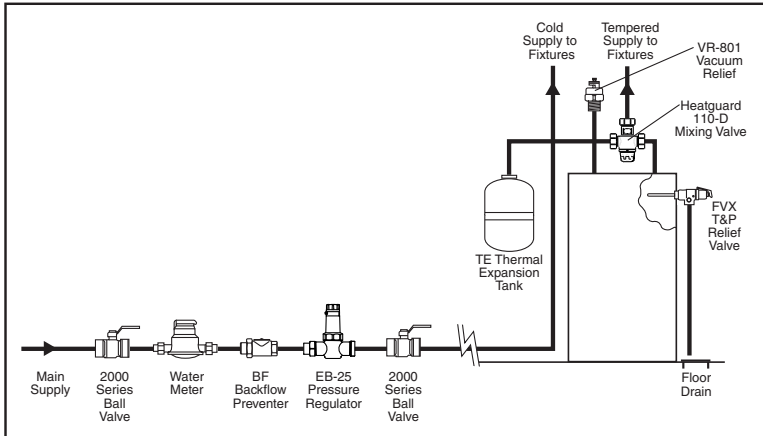 Cold
Supply to
Fixtures
Tempered
Supply to
Fixtures
VR-801
Vacuum
Relief
Heatguard
110-D
Mixing Valve
FVX
T&P
Relief
Valve
TE Thermal
Expansion
Tank
Main
Supply
2000
Series
Ball
Valve
Water
Meter
BF
Backflow
Preventer
EB-25
Pressure
Regulator
2000
Series
Ball
Valve
Floor
Drain